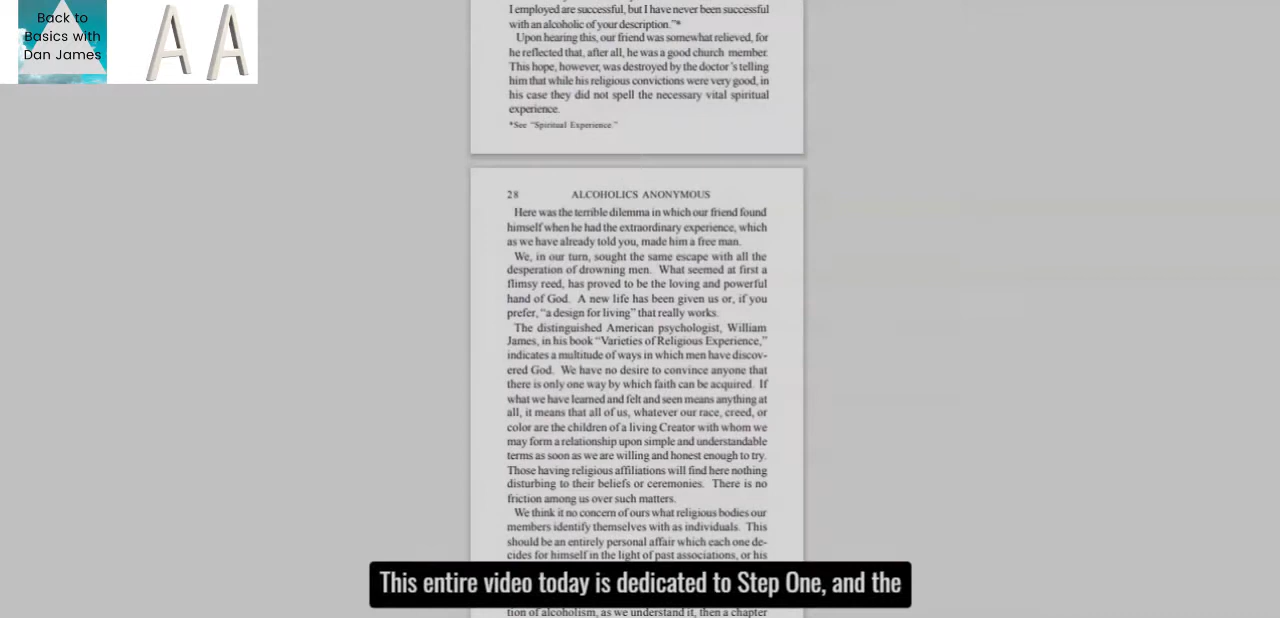 Back to
Basics with
Dan James
A A
I employed are successful, but I have never been successful
with an alcoholic of your description."*
Upon hearing this, our friend was somewhat relieved, for
he reflected that, after all, he was a good church member.
This hope, however, was destroyed by the doctor's telling
him that while his religious convictions were very good, in
his case they did not spell the necessary vital spiritual
experience.
*See "Spiritual Experience."
28 ALCOHOLICS ANONYMOUS
Here was the terrible dilemma in which our friend found
himself when he had the extraordinary experience, which
as we have already told you, made him a free man.
We, in our turn, sought the same escape with all the
desperation of drowning men. What seemed at first a
flimsy reed, has proved to be the loving and powerful
hand of God. A new life has been given us or, if you
prefer, "a design for living" that really works.
The distinguished American psychologist, William
James, in his book "Varieties of Religious Experience,"
indicates a multitude of ways in which men have discov-
ered God. We have no desire to convince anyone that
there is only one way by which faith can be acquired. If
what we have learned and felt and seen means anything at
all, it means that all of us, whatever our race, creed, or
color are the children of a living Creator with whom we
may form a relationship upon simple and understandable
terms as soon as we are willing and honest enough to try.
Those having religious affiliations will find here nothing
disturbing to their beliefs or ceremonies. There is no
friction among us over such matters.
We think it no concern of ours what religious bodies our
members identify themselves with as individuals. This
should be an entirely personal affair which each one de-
cides for himself in the light of past associations, or his
This entire video today is dedicated to Step One, and the
tion of alcoholism, as we understand it, then a chapter